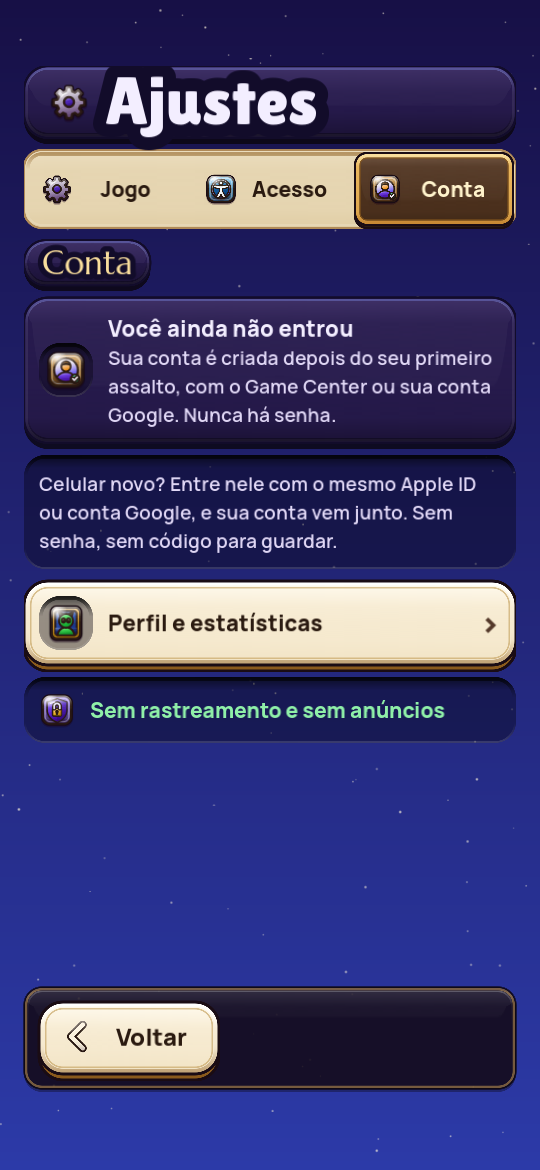 Ajustes
Jogo
Acesso
Conta
Conta
Você ainda não entrou
Sua conta é criada depois do seu primeiro
assalto, com o Game Center ou sua conta
Google. Nunca há senha.
Celular novo? Entre nele com o mesmo Apple ID
ou conta Google, e sua conta vem junto. Sem
senha, sem código para guardar.
Perfil e estatísticas
Sem rastreamento e sem anúncios
Voltar